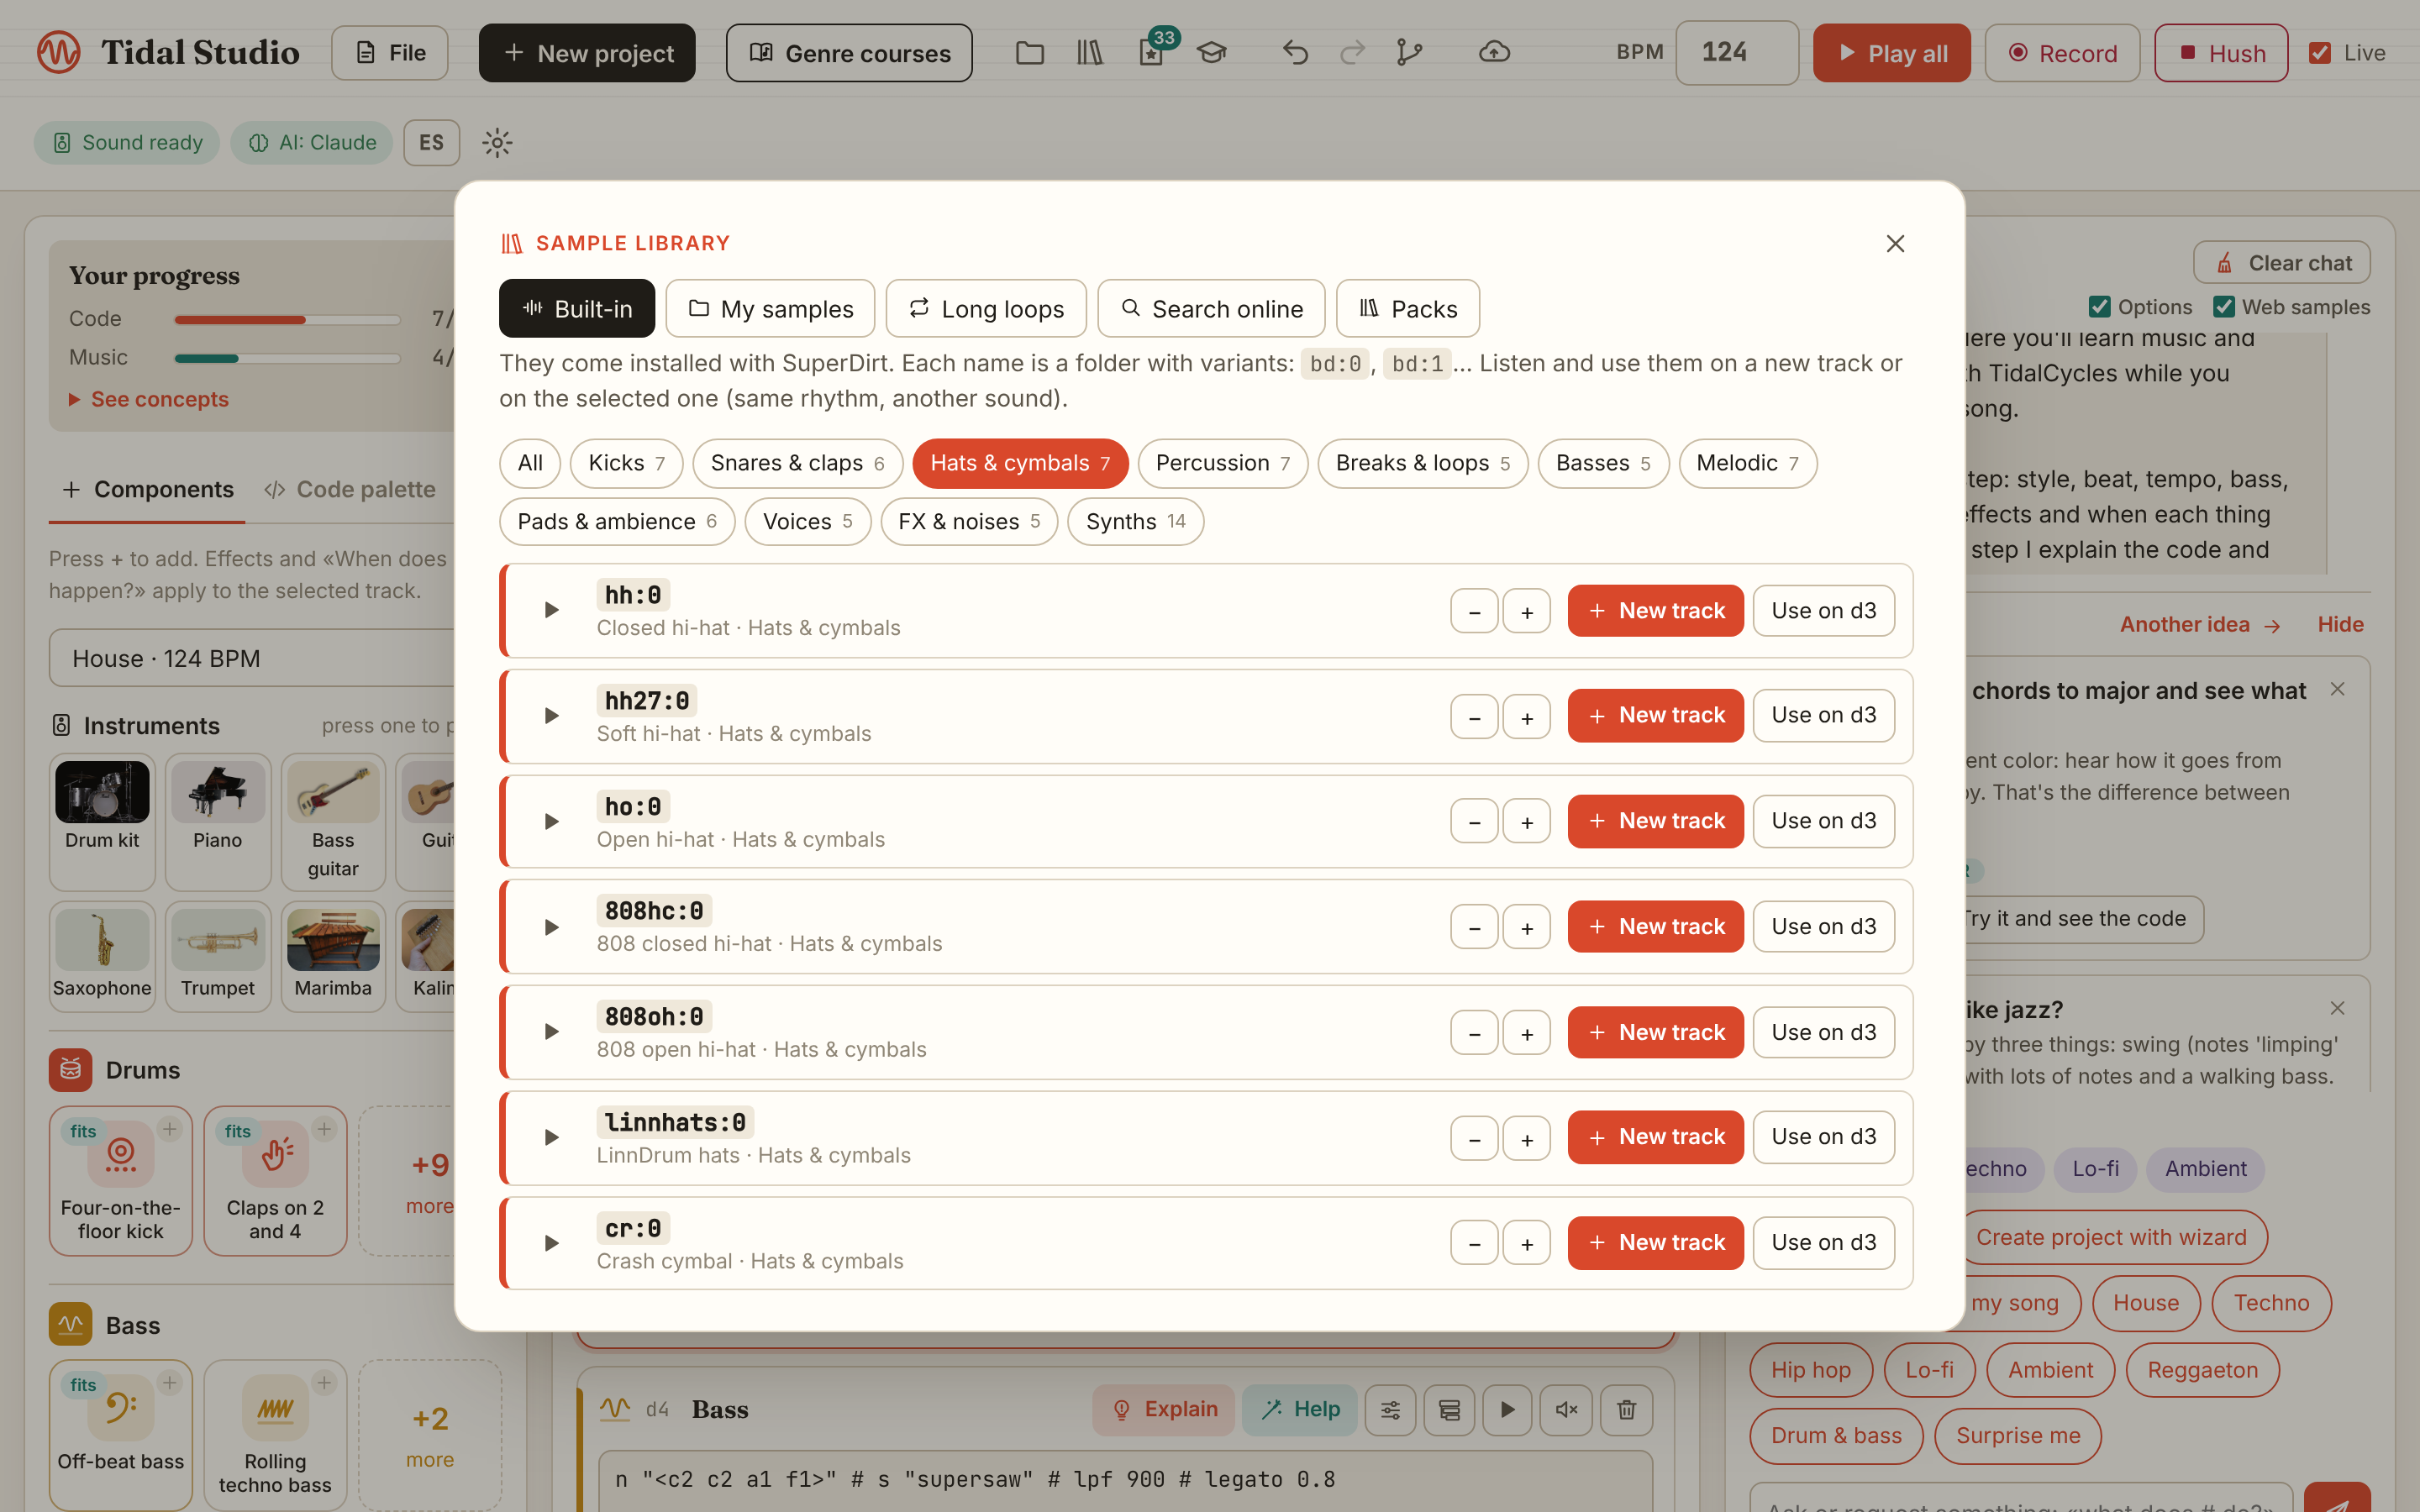 Tidal Studio
File
New project
Genre courses
33
BPM
124
Play all
Record
Hush
Live
Sound ready
AI: Claude
ES
Your progress
Code
7/
Music
4/
See concepts
Components
Code palette
Press + to add. Effects and «When does
happen?» apply to the selected track.
House · 124 BPM
Instruments
press one to
Drum kit
Piano
Bass
guitar
Saxophone
Trumpet
Marimba
Drums
fits
Four-on-the-
floor kick
fits
Claps on 2
and 4
+9
more
Bass
fits
Off-beat bass
Rolling
techno bass
+2
more
SAMPLE LIBRARY
Built-in
My samples
Long loops
Search online
Packs
They come installed with SuperDirt. Each name is a folder with variants: bd:0, bd:1... Listen and use them on a new track or
on the selected one (same rhythm, another sound).
All
Kicks 7
Snares & claps 6
Hats & cymbals 7
Percussion 7
Breaks & loops 5
Basses 5
Melodic 7
Pads & ambience 6
Voices 5
FX & noises 5
Synths 14
hh:0
Closed hi-hat · Hats & cymbals
– + + New track Use on d3
hh27:0
Soft hi-hat · Hats & cymbals
– + + New track Use on d3
ho:0
Open hi-hat · Hats & cymbals
– + + New track Use on d3
808hc:0
808 closed hi-hat · Hats & cymbals
– + + New track Use on d3
808oh:0
808 open hi-hat · Hats & cymbals
– + + New track Use on d3
linnhats:0
LinnDrum hats · Hats & cymbals
– + + New track Use on d3
cr:0
Crash cymbal · Hats & cymbals
– + + New track Use on d3
d4 Bass
Explain
Help
n "<c2 c2 a1 f1>" # s "supersaw" # lpf 900 # legato 0.8
Clear chat
Options
Web samples
you'll learn music and
TidalCycles while you
song.
style, beat, tempo, bass,
effects and when each thing
step I explain the code and
Another idea →
Hide
chords to major and see what
color: hear how it goes from
That's the difference between
Try it and see the code
jazz?
by three things: swing (notes 'limping'
with lots of notes and a walking bass.
Lo-fi
Ambient
Create project with wizard
my song
House
Techno
Hip hop
Lo-fi
Ambient
Reggaeton
Drum & bass
Surprise me